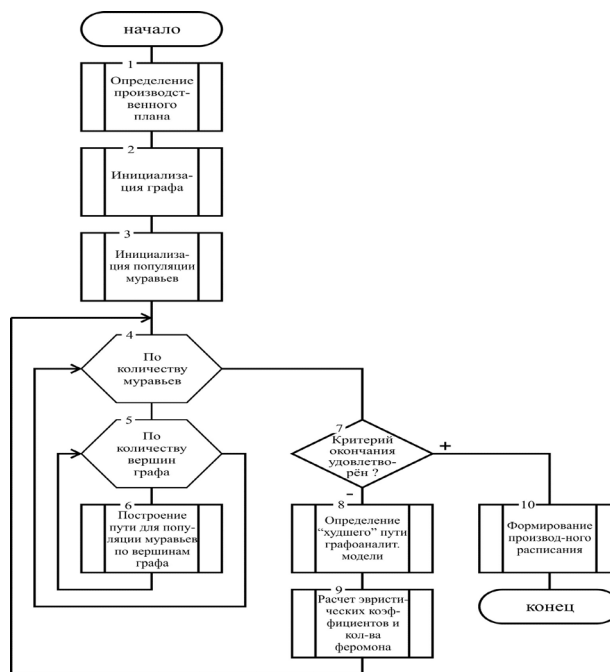 начало
1
Определение
производст-
венного
плана
2
Инициализа-
ция графа
3
Инициализа-
ция популяции
муравьев
4
По
количеству
муравьев
5
По
количеству
вершин
графа
6
Построение
пути для попу-
ляции муравьев
по вершинам
графа
7
Критерий
окончания
удовлетво-
рён ?
+
-
8
Определение
“худшего” пути
графоаналит.
модели
9
Расчет эвристи-
ческих коэф-
фициентов и
кол-ва
феромона
10
Формирование
производ-ного
расписания
конец